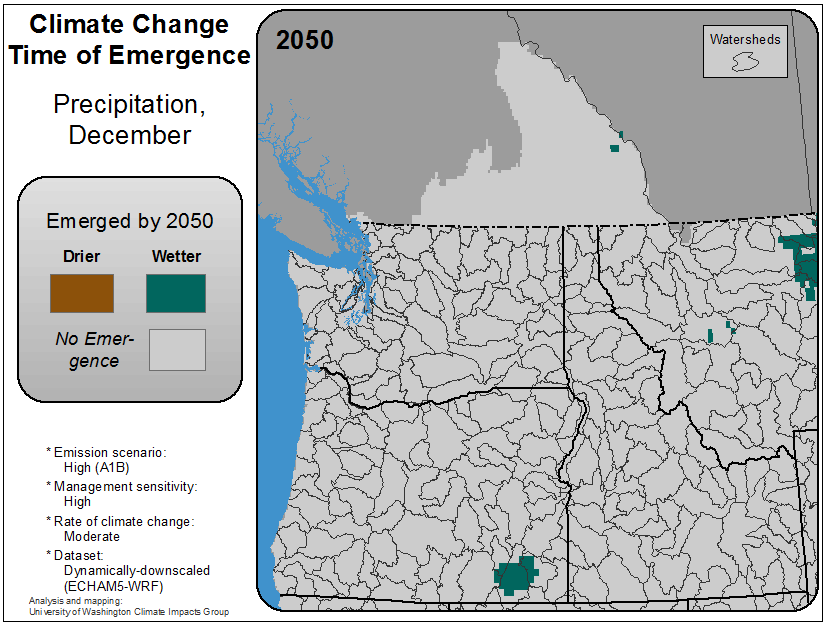 Climate Change
Time of Emergence
Precipitation,
December
Emerged by 2050
Drier
Wetter
No Emer-
gence
* Emission scenario:
High (A1B)
* Management sensitivity:
High
* Rate of climate change:
Moderate
* Dataset:
Dynamically-downscaled
(ECHAM5-WRF)
Analysis and mapping:
University of Washington Climate Impacts Group
2050
Watersheds